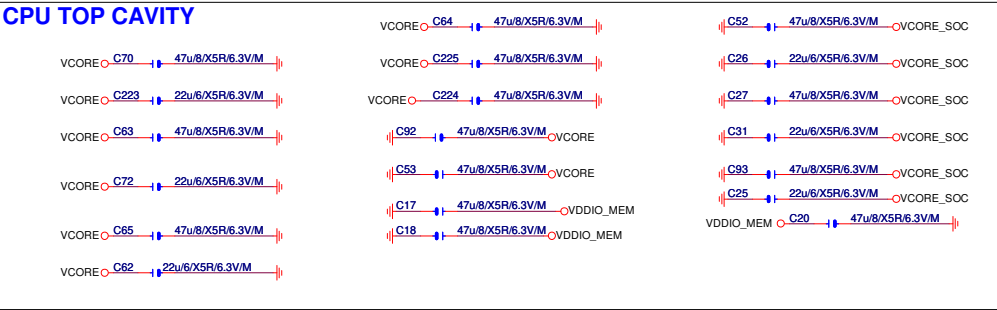 CPU TOP CAVITY
VCORE C70 47u/8/X5R/6.3V/M
VCORE C223 22u/6/X5R/6.3V/M
VCORE C63 47u/8/X5R/6.3V/M
VCORE C72 22u/6/X5R/6.3V/M
VCORE C65 47u/8/X5R/6.3V/M
VCORE C62 22u/6/X5R/6.3V/M
VCORE C64 47u/8/X5R/6.3V/M
VCORE C225 47u/8/X5R/6.3V/M
VCORE C224 47u/8/X5R/6.3V/M
C92 47u/8/X5R/6.3V/M VCORE
C53 47u/8/X5R/6.3V/M VCORE
C17 47u/8/X5R/6.3V/M VDDIO_MEM
C18 47u/8/X5R/6.3V/M VDDIO_MEM
C52 47u/8/X5R/6.3V/M VCORE_SOC
C26 22u/6/X5R/6.3V/M VCORE_SOC
C27 47u/8/X5R/6.3V/M VCORE_SOC
C31 22u/6/X5R/6.3V/M VCORE_SOC
C93 47u/8/X5R/6.3V/M VCORE_SOC
C25 22u/6/X5R/6.3V/M VCORE_SOC
VDDIO_MEM C20 47u/8/X5R/6.3V/M